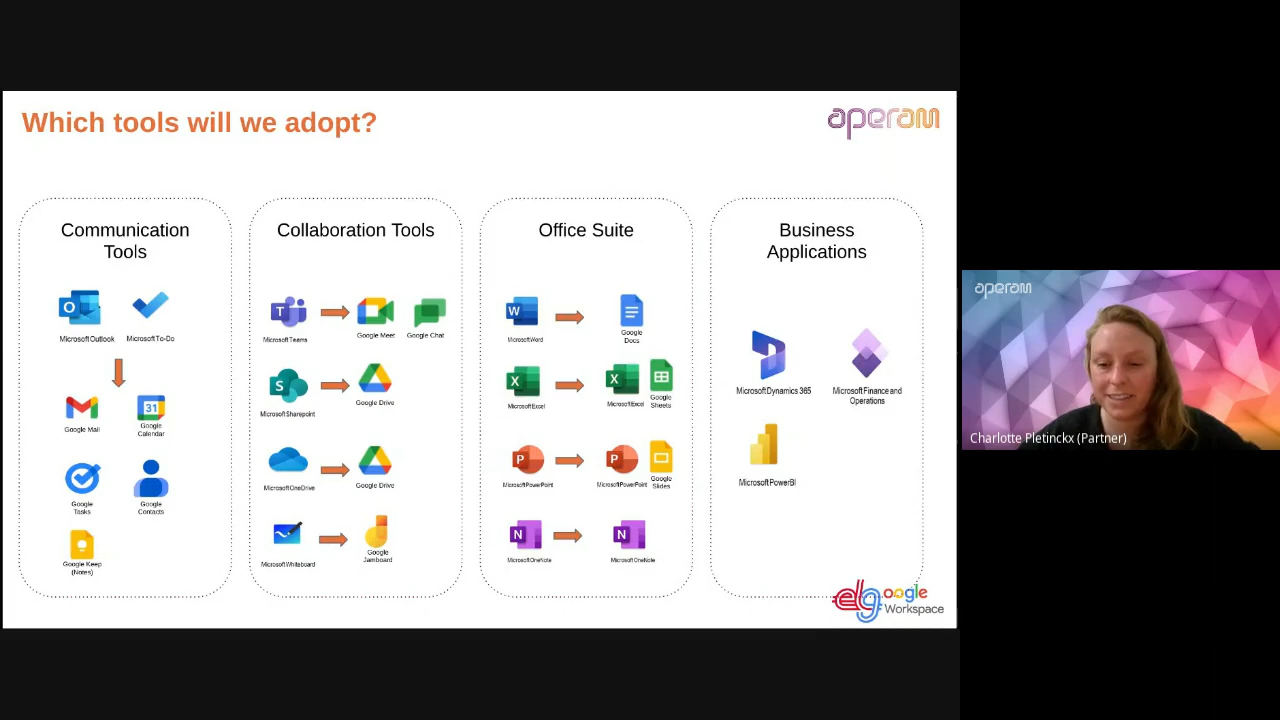 Which tools will we adopt?
aperam
Communication
Tools
Microsoft Outlook
Microsoft To-Do
Google Mail
31
Google
Calendar
Google
Tasks
Google
Contacts
Google Keep
(Notes)
Collaboration Tools
Microsoft Teams
Google Meet
Google Chat
Microsoft Sharepoint
Google Drive
Microsoft OneDrive
Google Drive
Microsoft Whiteboard
Google
Jamboard
Office Suite
Microsoft Word
Google
Docs
Microsoft Excel
Microsoft Excel
Google
Sheets
Microsoft PowerPoint
Microsoft PowerPoint
Google
Slides
Microsoft OneNote
Microsoft OneNote
Business
Applications
Microsoft Dynamics 365
Microsoft Finance and
Operations
Microsoft PowerBI
elg
oogle
Workspace
aperam
Charlotte Pletinckx (Partner)